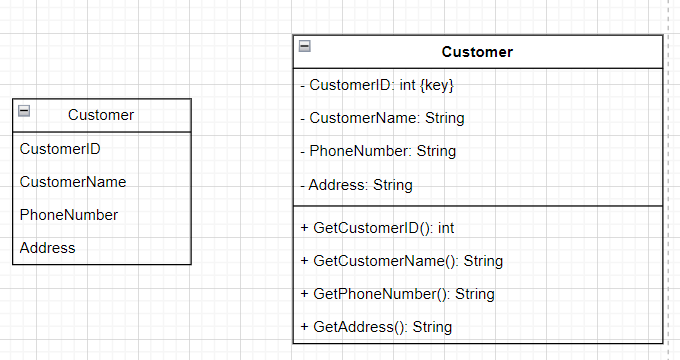 Customer
CustomerID
CustomerName
PhoneNumber
Address
Customer
- CustomerID: int {key}
- CustomerName: String
- PhoneNumber: String
- Address: String
+ GetCustomerID(): int
+ GetCustomerName(): String
+ GetPhoneNumber(): String
+ GetAddress(): String